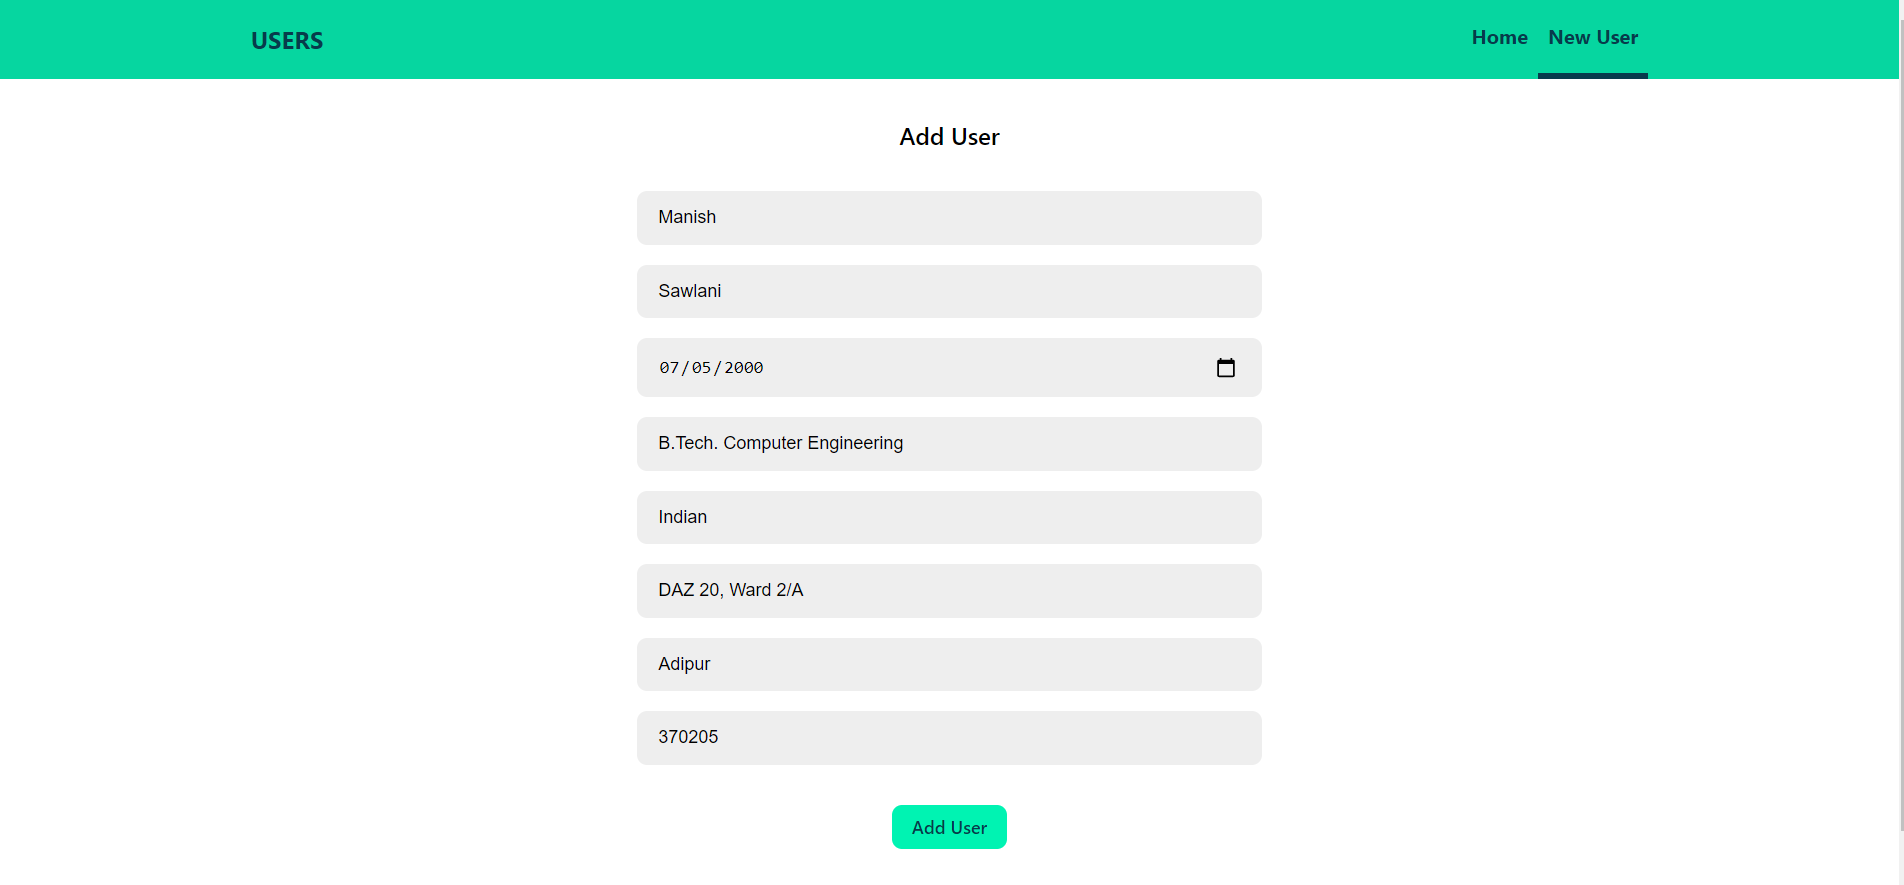 USERS
Home New User
Add User
Manish
Sawlani
07/05/2000
B.Tech. Computer Engineering
Indian
DAZ 20, Ward 2/A
Adipur
370205
Add User